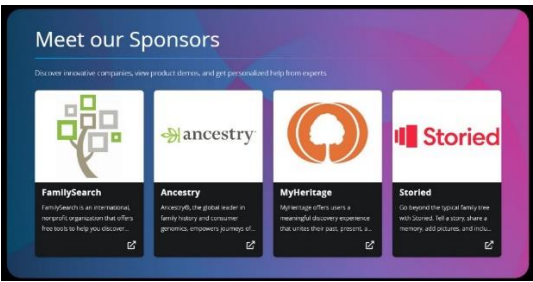 Meet our Sponsors
Discover innovative companies, view product demos, and get personalized help from experts
ancestry
Storied
FamilySearch
FamilySearch is an international,
nonprofit organization that offers
free tools to help you discover...
Ancestry
Ancestry®, the global leader in
family history and consumer
genomics, empowers journeys of...
MyHeritage
MyHeritage offers users a
meaningful discovery experience
that unites their past, present, a...
Storied
Go beyond the typical family tree
with Storied. Tell a story, share a
memory, add pictures, and inclu...